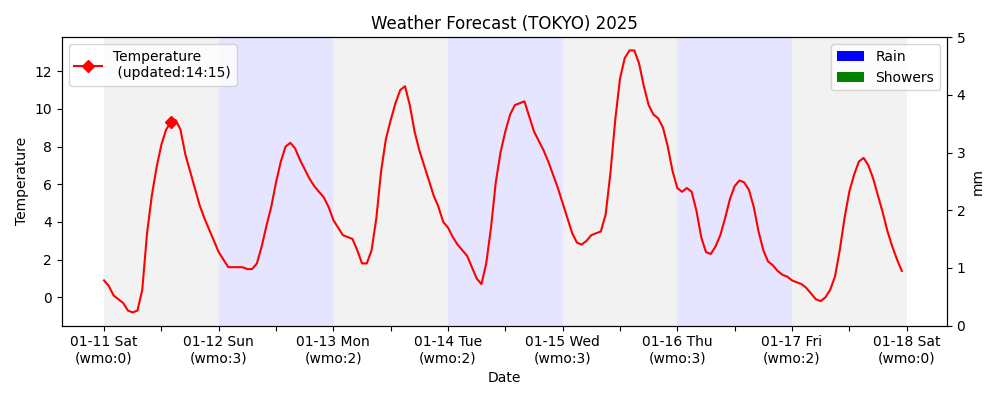 Weather Forecast (TOKYO) 2025
Temperature
(updated:14:15)
Rain
Showers
Temperature
12
10
8
6
4
2
0
5
4
3
2
1
0
mm
01-11 Sat
(wmo:0)
01-12 Sun
(wmo:3)
01-13 Mon
(wmo:2)
01-14 Tue
(wmo:2)
01-15 Wed
(wmo:3)
01-16 Thu
(wmo:3)
01-17 Fri
(wmo:2)
01-18 Sat
(wmo:0)
Date